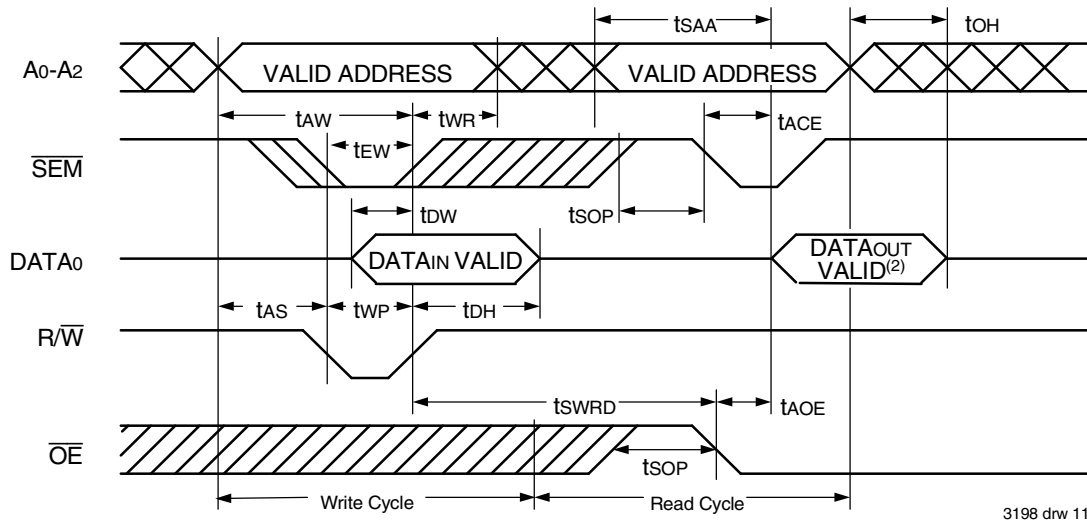 tSAA tOH
A0-A2 VALID ADDRESS VALID ADDRESS
tAW tWR tACE
tEW
SEM
tDW tSOP
DATA0 DATAIN VALID DATAOUT VALID(2)
tAS tWP tDH
R/W
tSWRD tAOE
OE tSOP
Write Cycle Read Cycle
3198 drw 11